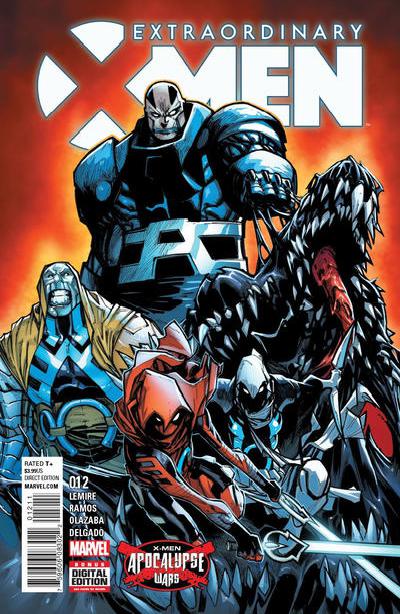 EXTRAORDINARY
X-MEN
RATED T+
$3.99US
DIRECT EDITION
MARVEL.COM
012
LEMIRE
RAMOS
OLAZABA
DELGADO
01211
MARVEL
BONUS
DIGITAL
EDITION
X-MEN
APOCALYPSE
WARS